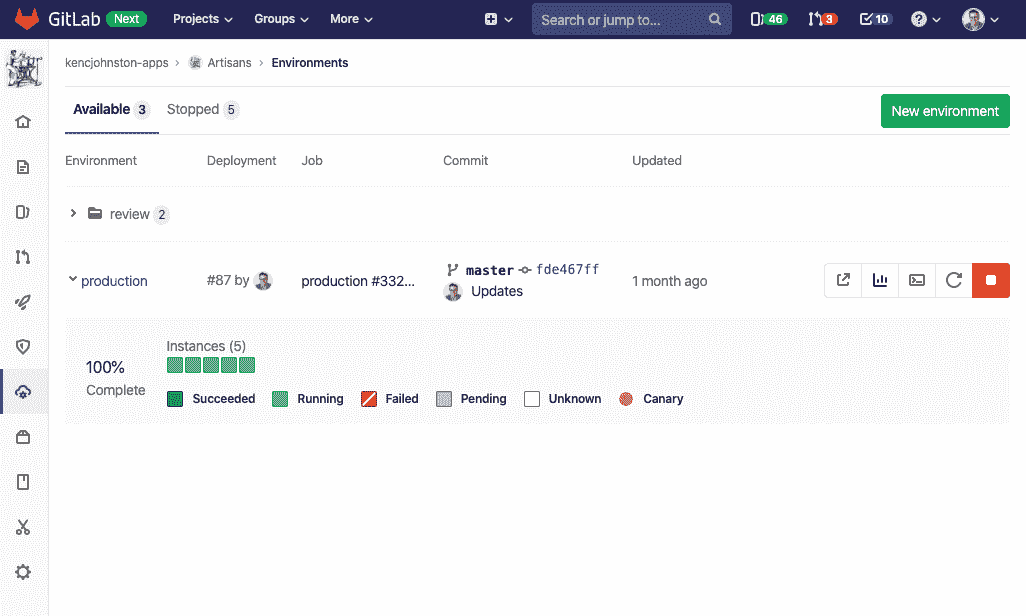 GitLab Next Projects Groups More Search or jump to... 46 3 10
kencjohnston-apps › Artisans › Environments
Available 3 Stopped 5 New environment
Environment Deployment Job Commit Updated
review 2
production #87 by production #332... master fde467ff 1 month ago
Updates
Instances (5)
100%
Complete
Succeeded Running Failed Pending Unknown Canary